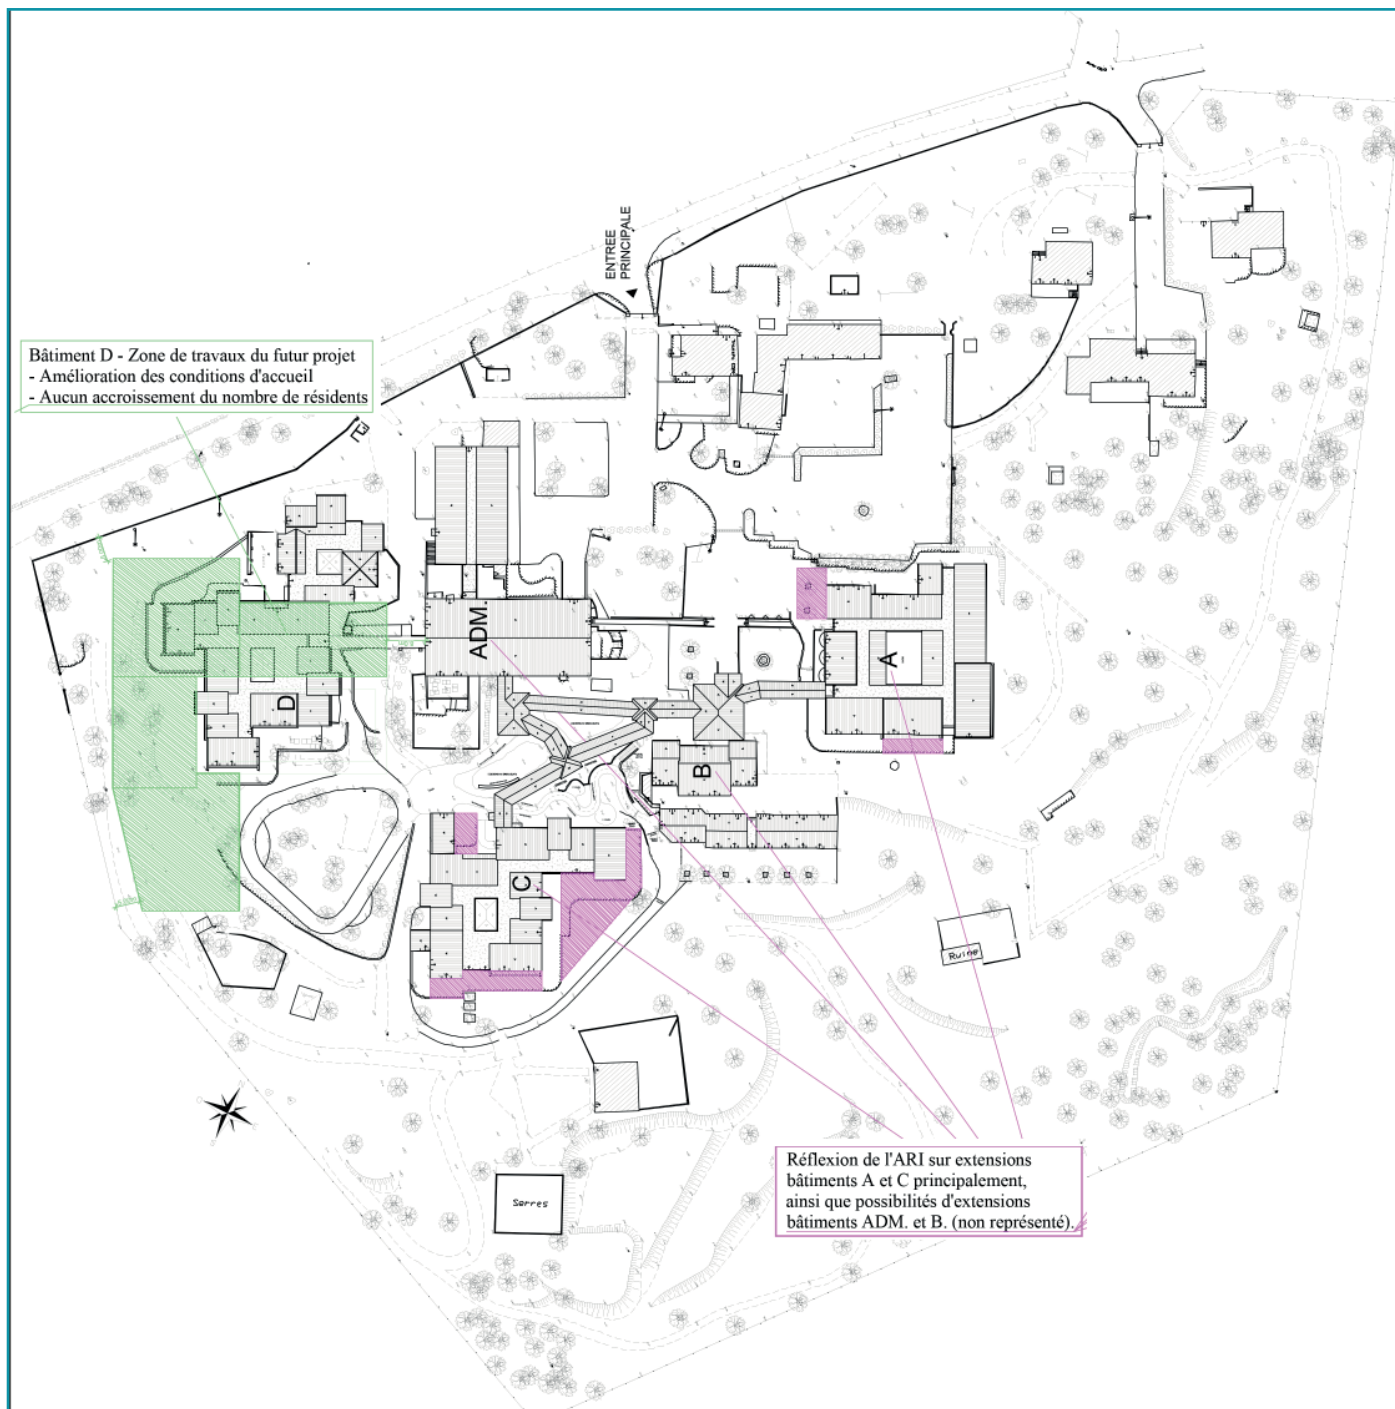 ENTREE
PRINCIPALE
Bâtiment D - Zone de travaux du futur projet
- Amélioration des conditions d'accueil
- Aucun accroissement du nombre de résidents
ADM.
A
D
B
C
Ruine
Serres
Réflexion de l'ARI sur extensions
bâtiments A et C principalement,
ainsi que possibilités d'extensions
bâtiments ADM. et B. (non représenté).